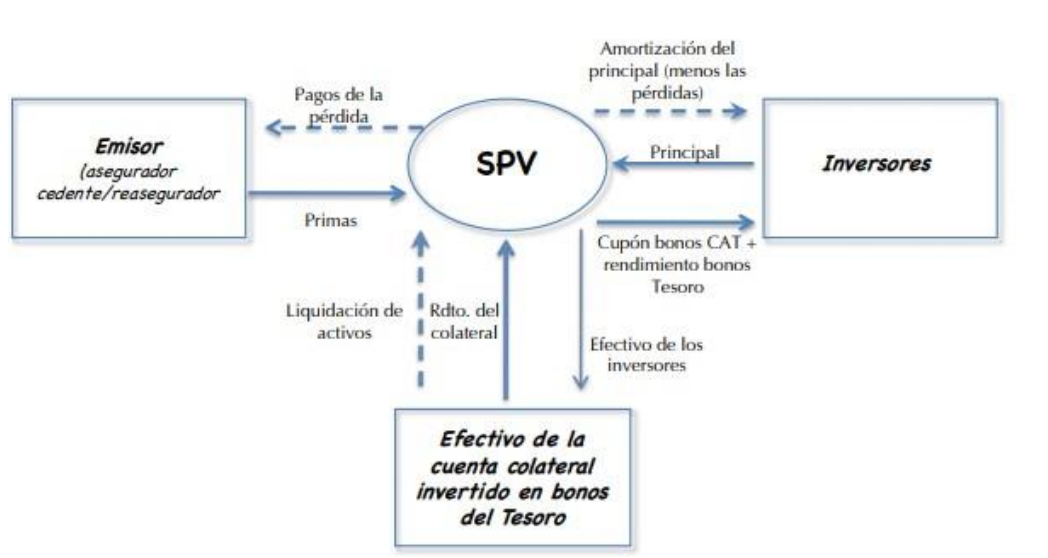 Amortización del
principal (menos las
pérdidas)
Pagos de la
pérdida
Emisor
(asegurador
cedente/reasegurador
SPV
Principal
Inversores
Primas
Cupón bonos CAT +
rendimiento bonos
Tesoro
Liquidación de
activos
Rdto. del
colateral
Efectivo de los
inversores
Efectivo de la
cuenta colateral
invertido en bonos
del Tesoro